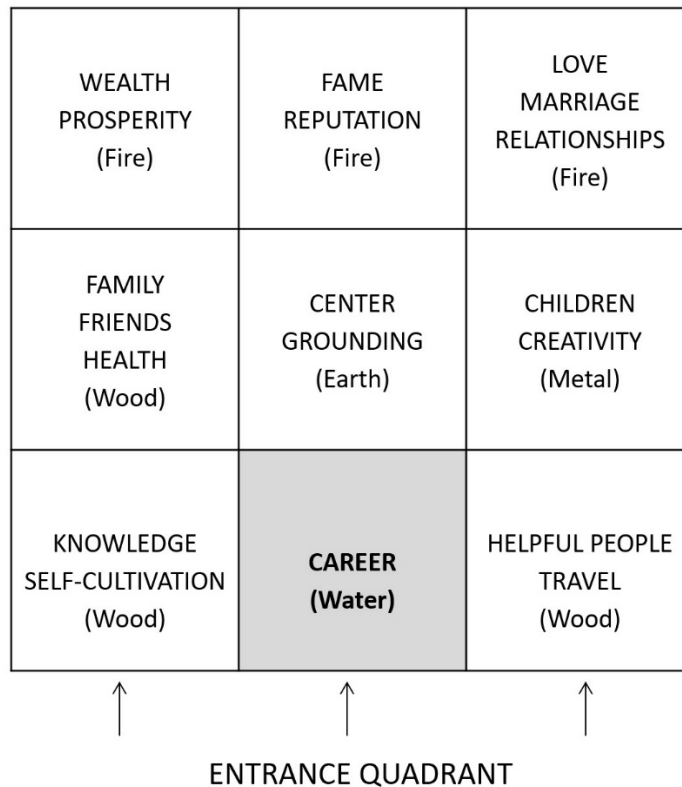 WEALTH
PROSPERITY
(Fire)
FAME
REPUTATION
(Fire)
LOVE
MARRIAGE
RELATIONSHIPS
(Fire)
FAMILY
FRIENDS
HEALTH
(Wood)
CENTER
GROUNDING
(Earth)
CHILDREN
CREATIVITY
(Metal)
KNOWLEDGE
SELF-CULTIVATION
(Wood)
CAREER
(Water)
HELPFUL PEOPLE
TRAVEL
(Wood)
ENTRANCE QUADRANT